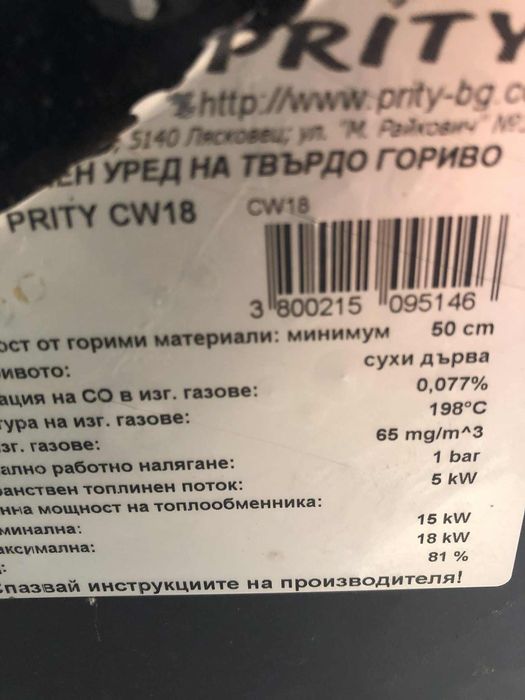 PRITY
http://www.prity-bg.c
5140 Лясковец; ул. "М. Райкович" №
ЕН УРЕД НА ТВЪРДО ГОРИВО
PRITY CW18 CW18
3 800215 095146
ост от горими материали: минимум 50 cm
ивото: сухи дърва
ация на CO в изг. газове: 0,077%
тура на изг. газове: 198°C
зг. газове: 65 mg/m^3
ално работно налягане: 1 bar
анствен топлинен поток: 5 kW
нна мощност на топлообменника:
минална: 15 kW
аксимална: 18 kW
: 81 %
Спазвай инструкциите на производителя!